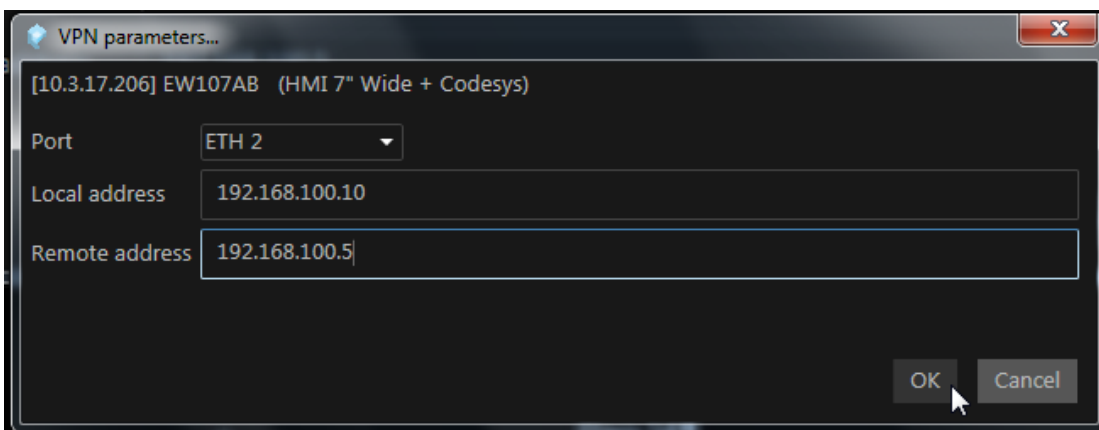 VPN parameters...
[10.3.17.206] EW107AB (HMI 7" Wide + Codesys)
Port ETH 2
Local address 192.168.100.10
Remote address 192.168.100.5
OK Cancel